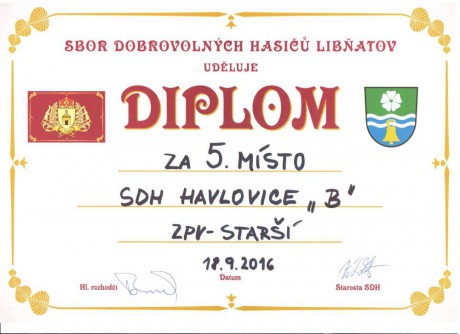 SBOR DOBROVOLNÝCH HASIČŮ LIBŇATOV
UDĚLUJE
DIPLOM
ZA 5. MÍSTO
SDH HAVLOVICE „B"
ZPV-STARŠÍ
18.9.2016
Hl. rozhodčí
Datum
Starosta SDH